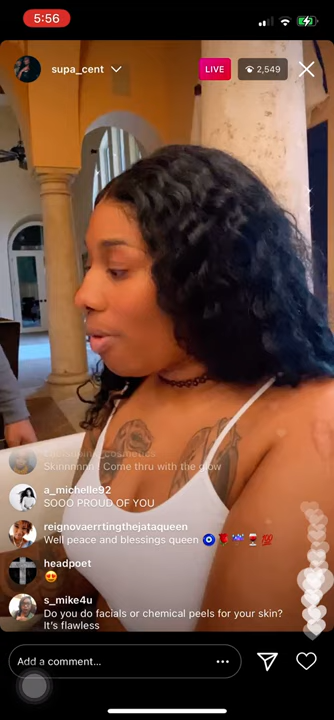 5:56
supa_cent
LIVE
2,549
Skinnnnnn! Come thru with the glow
a_michelle92
SOOO PROUD OF YOU
reignovaerrtingthejataqueen
Well peace and blessings queen 🧿🌹🎊🍷💯
headpoet
😍
s_mike4u
Do you do facials or chemical peels for your skin?
It's flawless
Add a comment...